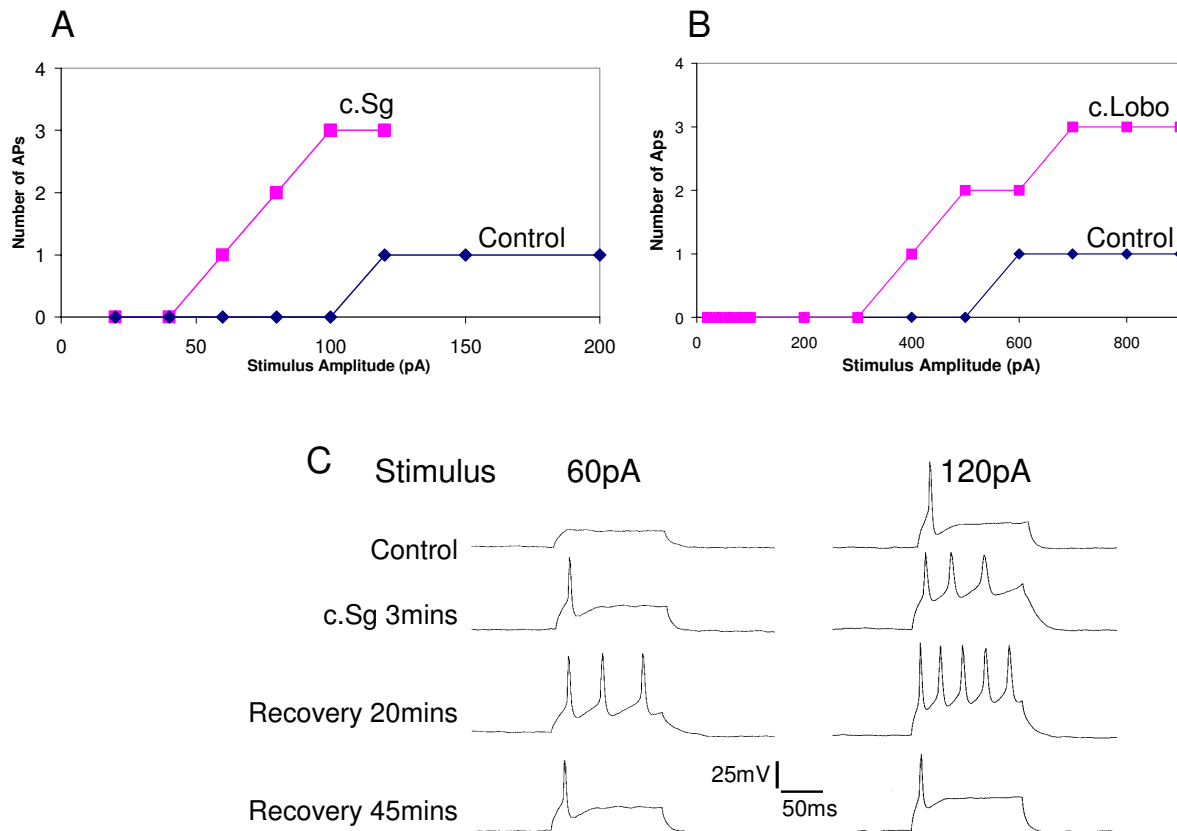 A
4
3
2
1
0
Number of APs
c.Sg
Control
0 50 100 150 200
Stimulus Amplitude (pA)
B
4
3
2
1
0
Number of Aps
c.Lobo
Control
0 200 400 600 800
Stimulus Amplitude (pA)
C Stimulus 60pA 120pA
Control
c.Sg 3mins
Recovery 20mins
Recovery 45mins
25mV
50ms